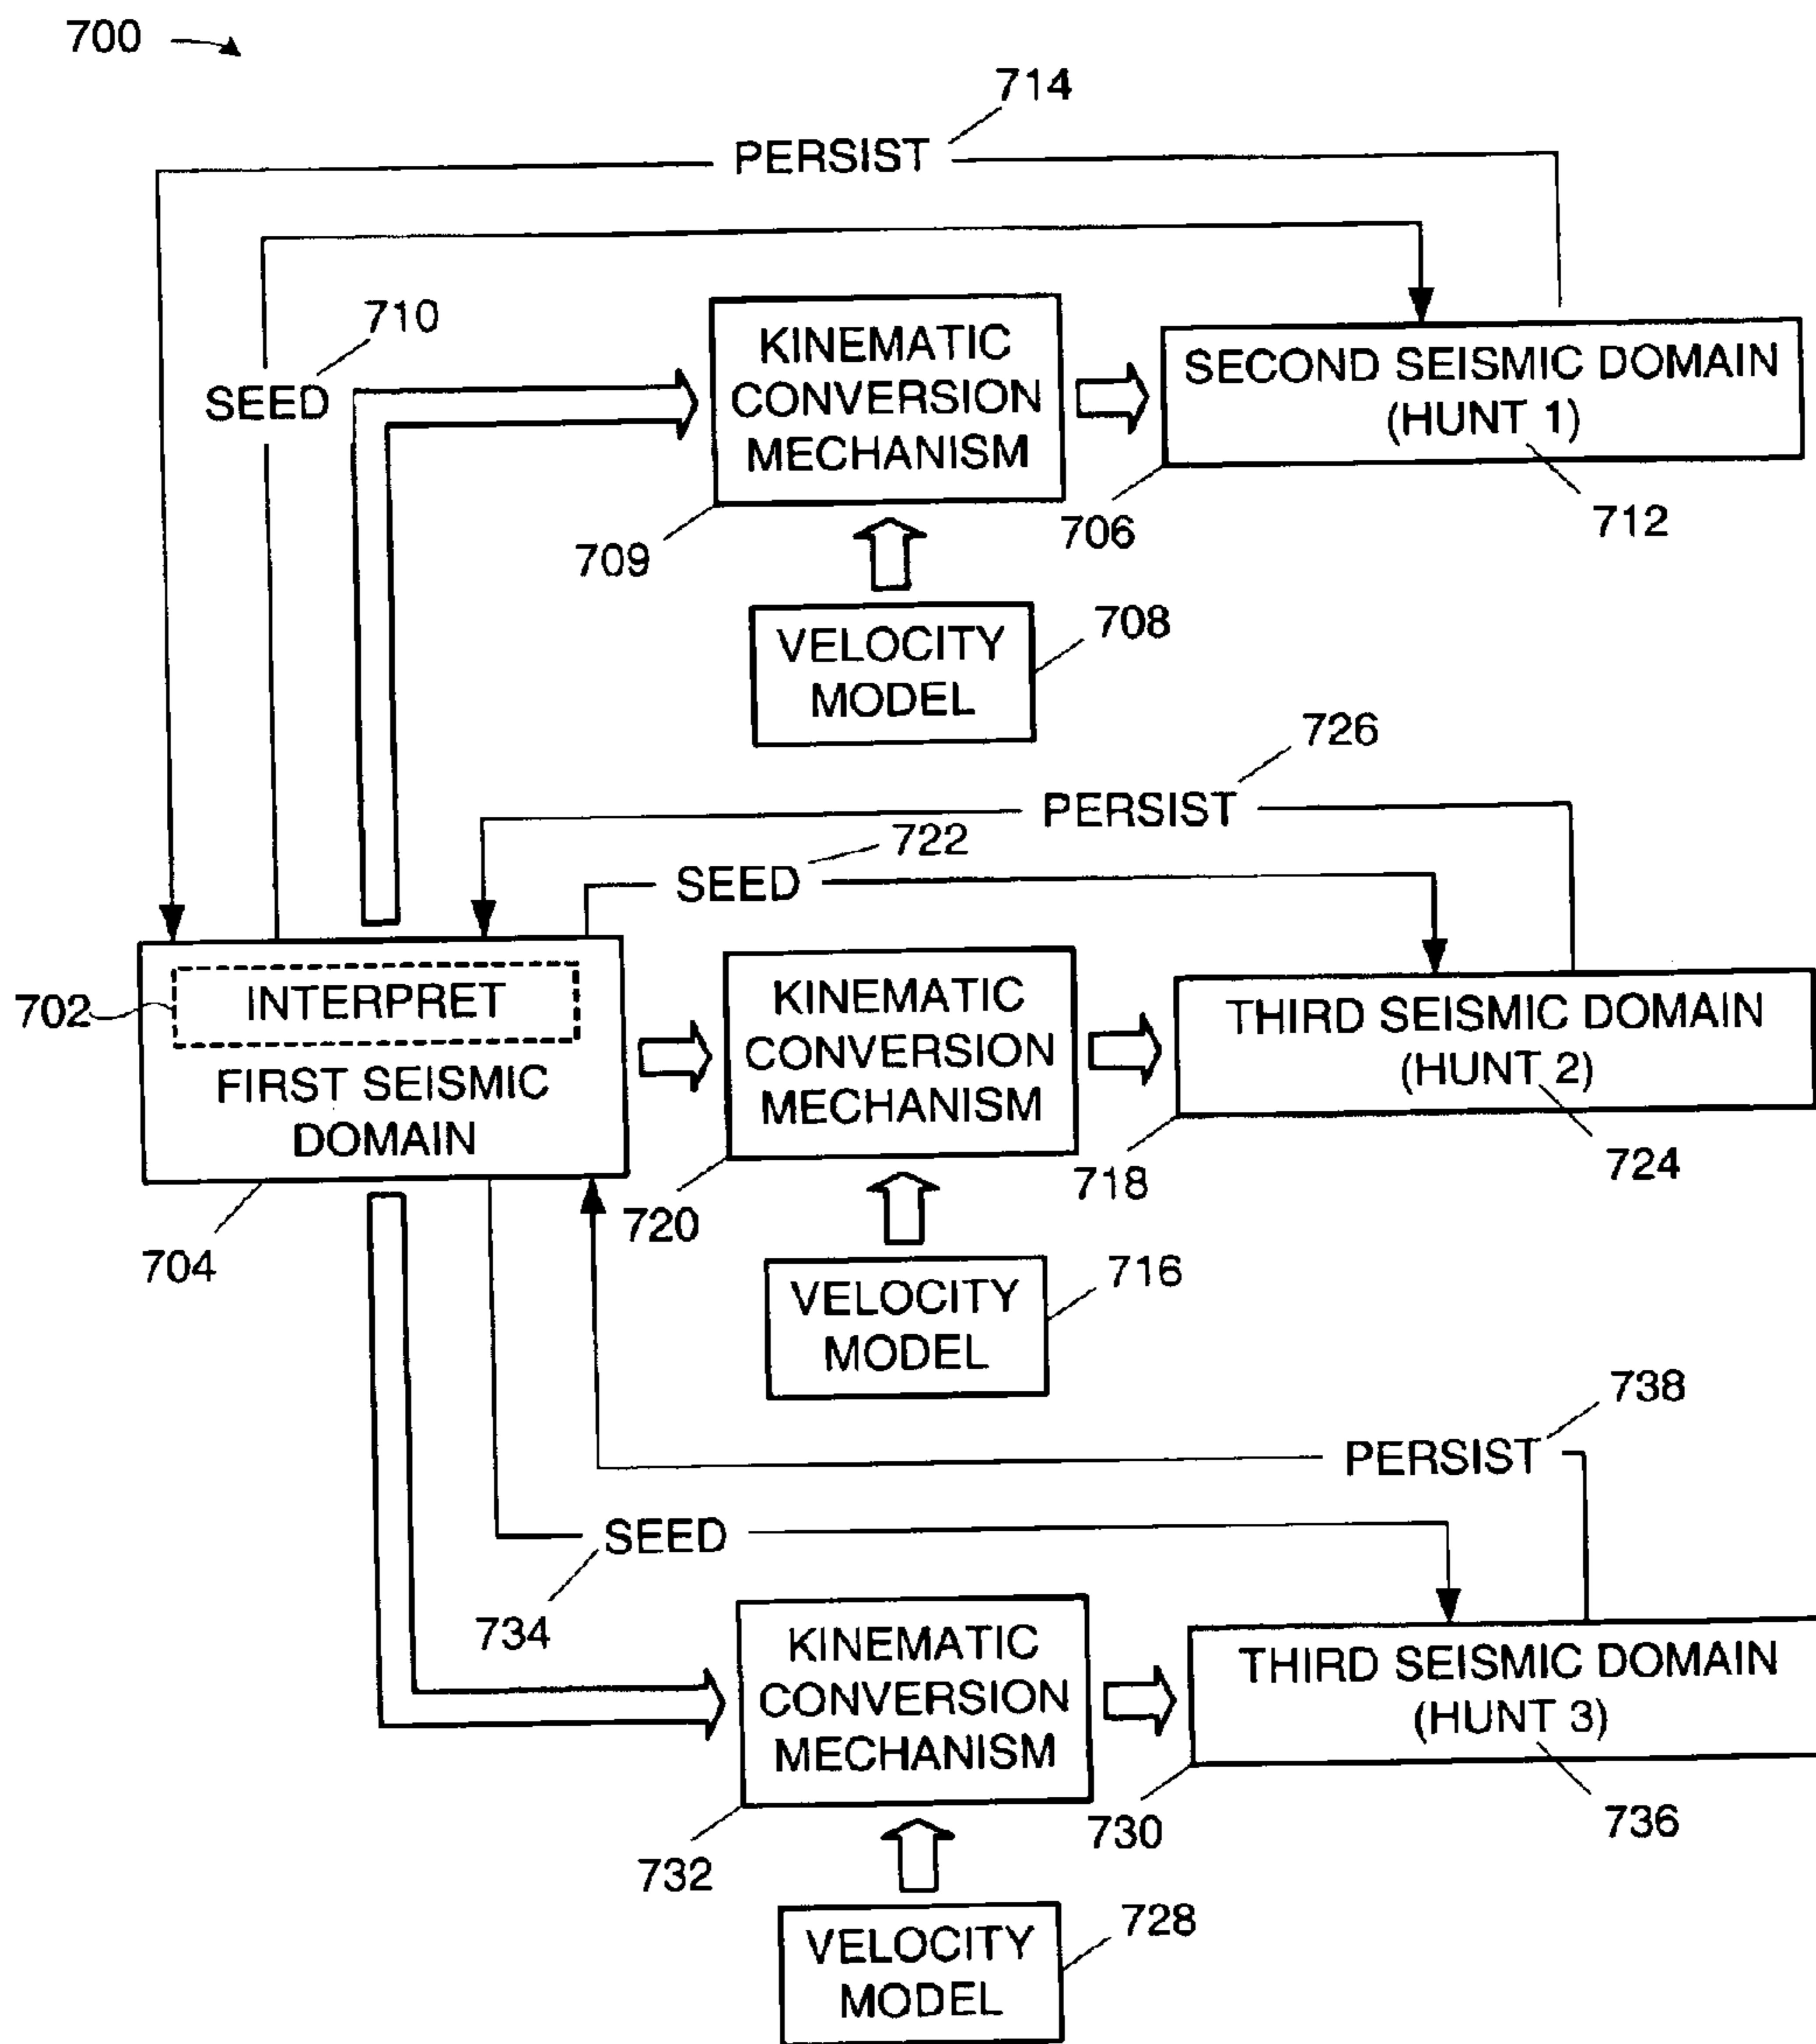 700
714
PERSIST
710
SEED
KINEMATIC
CONVERSION
MECHANISM
SECOND SEISMIC DOMAIN
(HUNT 1)
709
706
712
VELOCITY
MODEL
708
726
PERSIST
722
SEED
702
INTERPRET
FIRST SEISMIC
DOMAIN
704
KINEMATIC
CONVERSION
MECHANISM
THIRD SEISMIC DOMAIN
(HUNT 2)
720
718
724
VELOCITY
MODEL
716
738
PERSIST
SEED
734
KINEMATIC
CONVERSION
MECHANISM
THIRD SEISMIC DOMAIN
(HUNT 3)
732
730
736
VELOCITY
MODEL
728